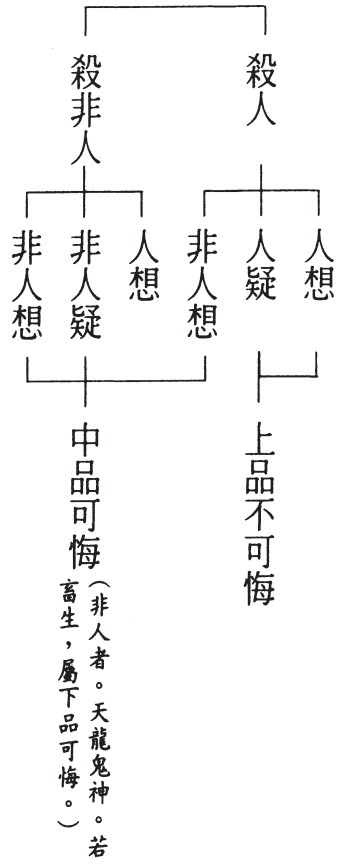 殺人
殺非人
人想
人疑
非人想
人想
非人疑
非人想
上品不可悔
中品可悔
（非人者。天龍鬼神。若
畜生，屬下品可悔。）